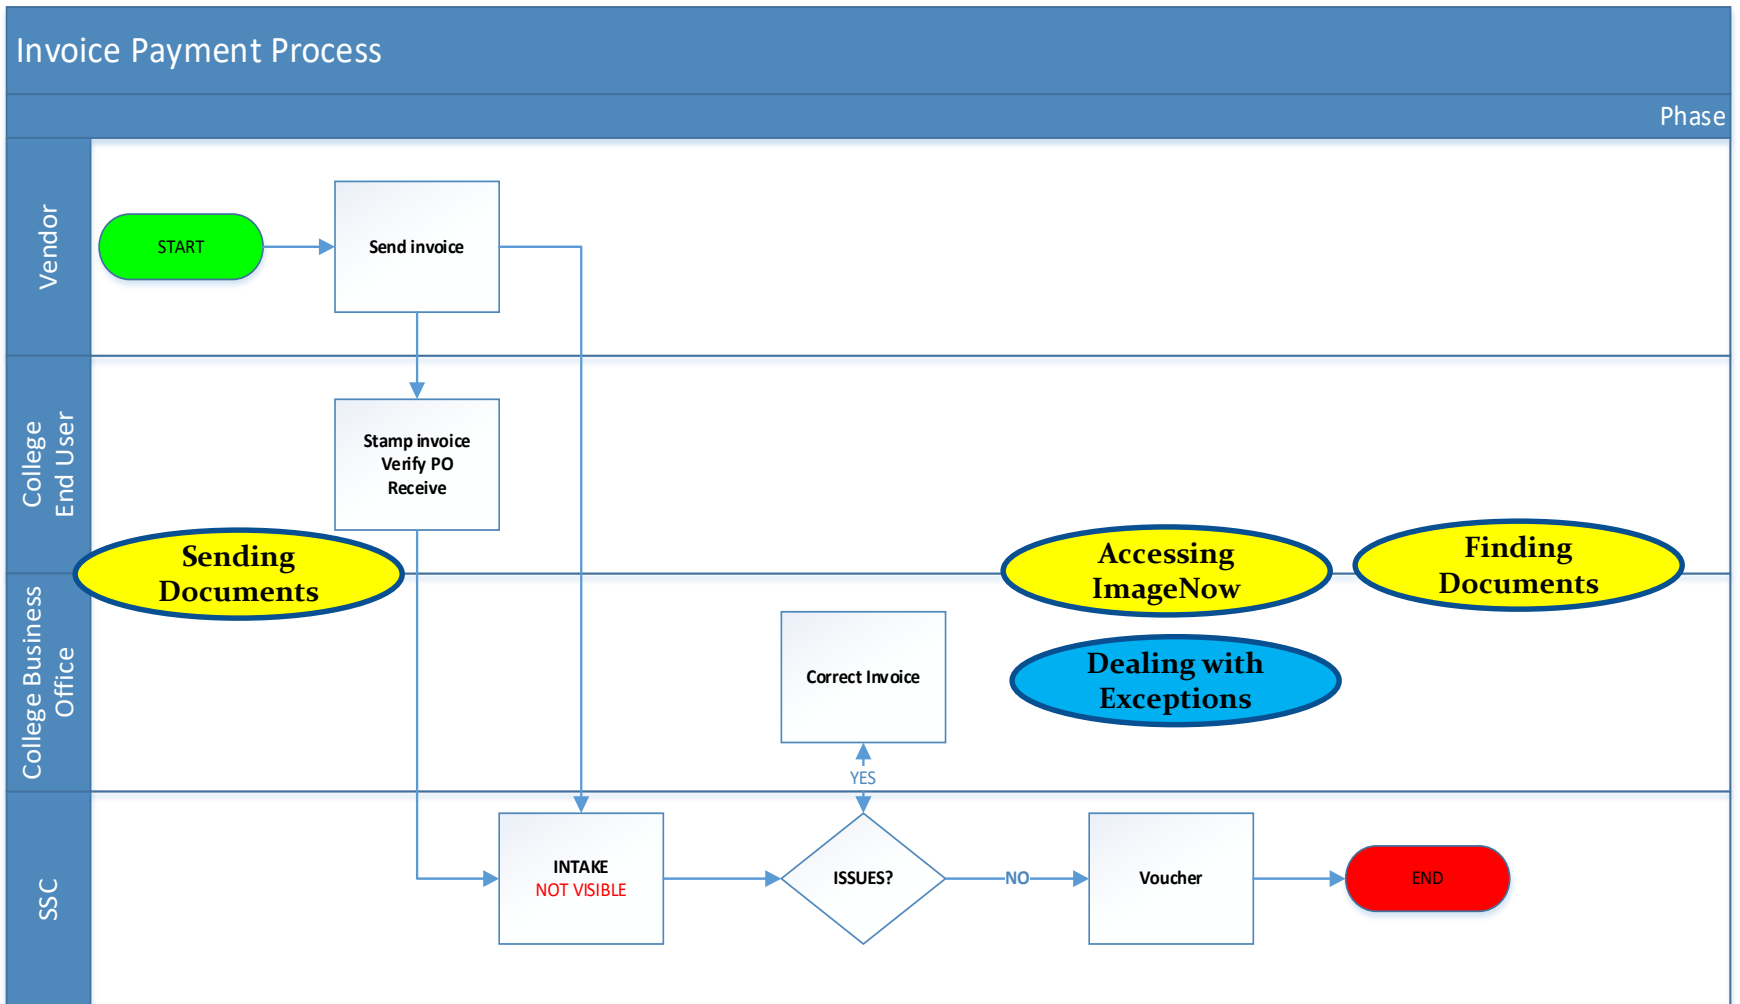 Invoice Payment Process
Phase
Vendor
START
Send invoice
College
End User
Stamp invoice
Verify PO
Receive
Sending
Documents
Accessing
ImageNow
Finding
Documents
College Business
Office
Correct Invoice
Dealing with
Exceptions
YES
SSC
INTAKE
NOT VISIBLE
ISSUES?
NO
Voucher
END